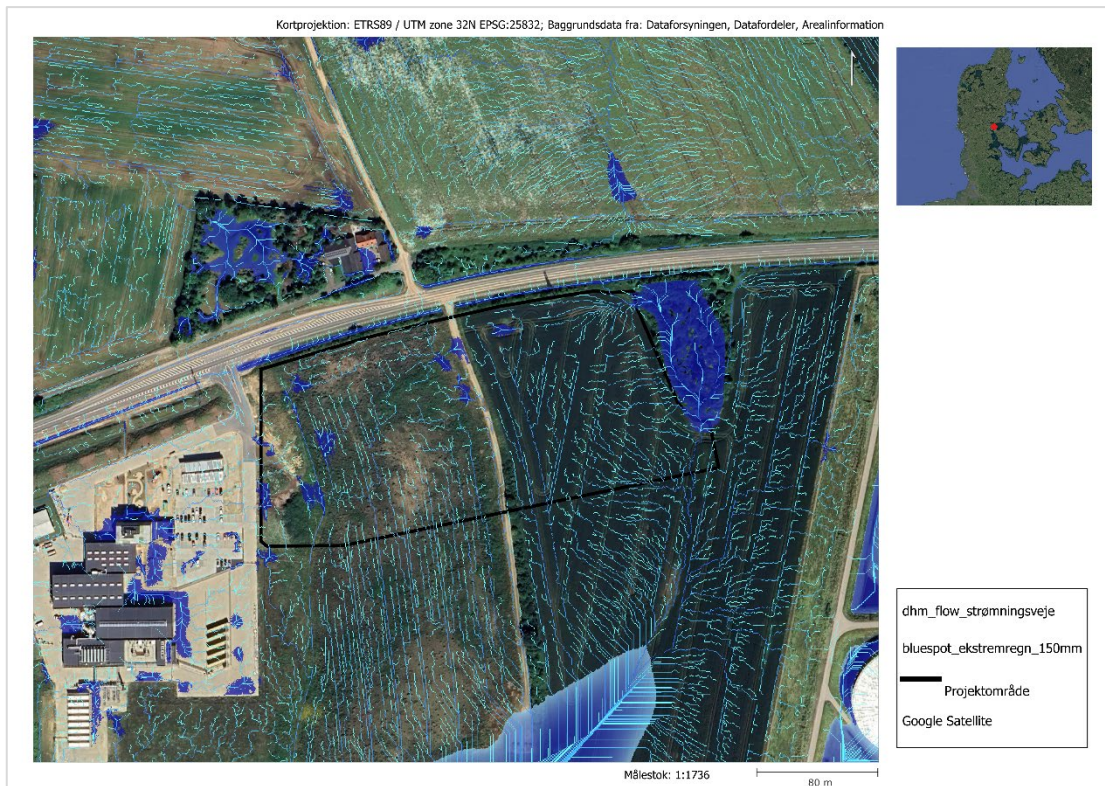 Kortprojektion: ETRS89 / UTM zone 32N EPSG:25832; Baggrundsdata fra: Dataforsyningen, Datafordeler, Arealinformation
dhm_flow_strømningsveje
bluespot_ekstremregn_150mm
Projektområde
Google Satellite
Målestok: 1:1736
80 m